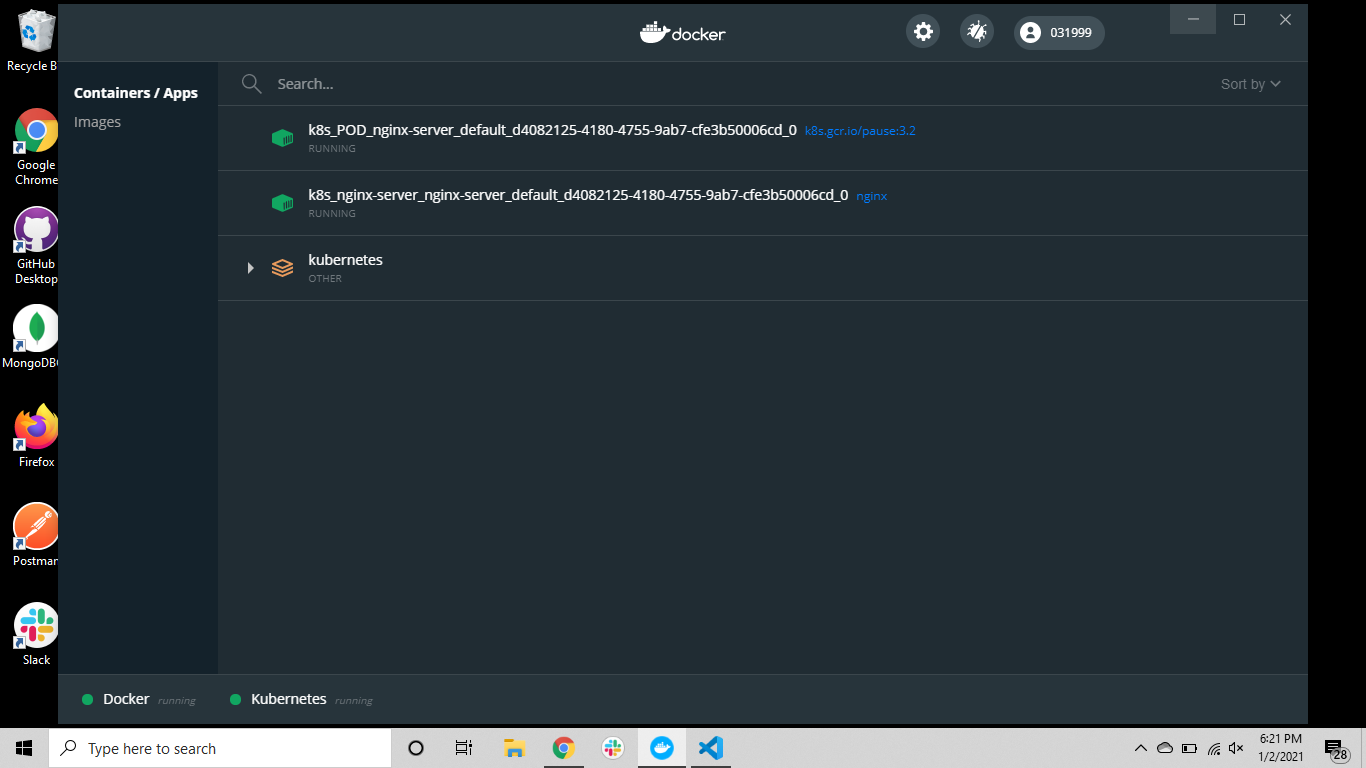 Recycle B
Google
Chrome
GitHub
Desktop
MongoDB
Firefox
Postman
Slack
docker
031999
Containers / Apps
Images
Search...
Sort by
k8s_POD_nginx-server_default_d4082125-4180-4755-9ab7-cfe3b50006cd_0 k8s.gcr.io/pause:3.2
RUNNING
k8s_nginx-server_nginx-server_default_d4082125-4180-4755-9ab7-cfe3b50006cd_0 nginx
RUNNING
kubernetes
OTHER
Docker running
Kubernetes running
Type here to search
6:21 PM
1/2/2021
28